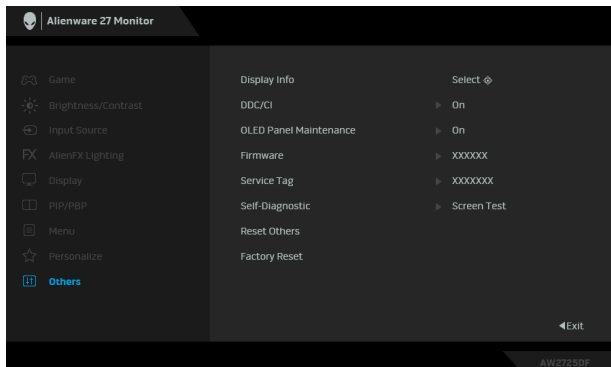 Alienware 27 Monitor
Game
Brightness/Contrast
Input Source
FX AlienFX Lighting
Display
PIP/PBP
Menu
Personalize
Others
Display Info Select
DDC/CI On
OLED Panel Maintenance On
Firmware XXXXXX
Service Tag XXXXXXX
Self-Diagnostic Screen Test
Reset Others
Factory Reset
Exit
AW2725DF